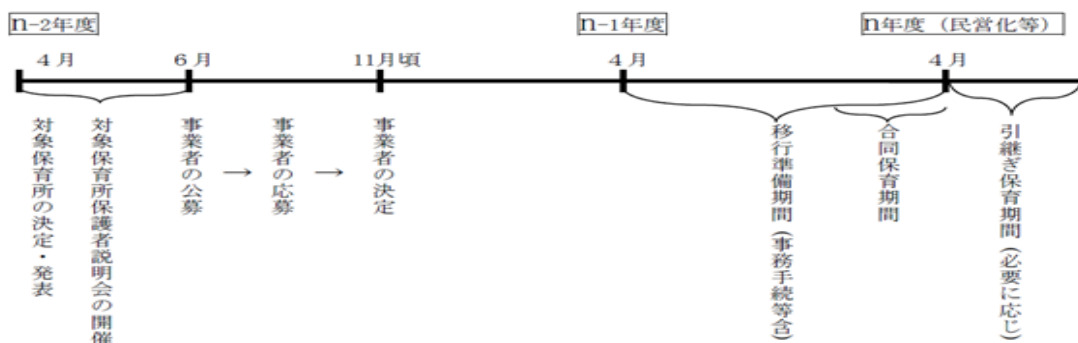 n-2年度
n-1年度
n年度（民営化等）
4月
6月
11月頃
4月
4月
対象保育所の決定・発表
対象保育所保護者説明会の開催
事業者の公募
→
事業者の応募
→
事業者の決定
移行準備期間（事務手続等含）
合同保育期間
引継ぎ保育期間（必要に応じ）